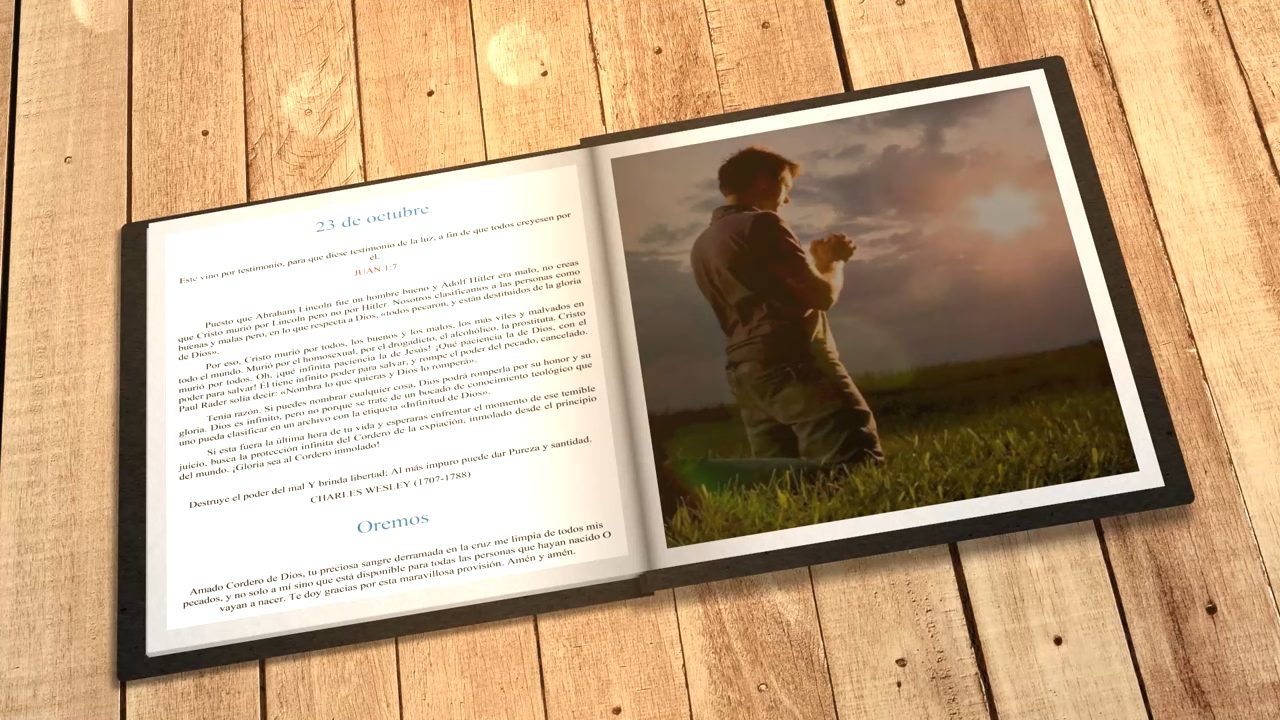 23 de octubre
Este vino por testimonio, para que diese testimonio de la luz, a fin de que todos creyesen por
el.
JUAN 1:7
Puesto que Abraham Lincoln fue un hombre bueno y Adolf Hitler era malo, no creas
que Cristo murió por Lincoln pero no por Hitler. Nosotros clasificamos a las personas como
buenas y malas pero, en lo que respecta a Dios, «todos pecaron, y están destituidos de la gloria
de Dios».
Por eso, Cristo murió por todos, los buenos y los malos, los más viles y malvados en
todo el mundo. Murió por el homosexual, por el drogadicto, el alcohólico, la prostituta. Cristo
murió por todos. Oh, ¡qué infinita paciencia la de Jesús! ¡Qué paciencia la de Dios, con el
poder para salvar! Él tiene infinito poder para salvar, y rompe el poder del pecado, cancelado.
Paul Rader solía decir: «Nombra lo que quieras y Dios lo romperá».
Tenía razón. Si puedes nombrar cualquier cosa, Dios podrá romperla por su honor y su
gloria. Dios es infinito, pero no porque se trate de un bocado de conocimiento teológico que
uno pueda clasificar en un archivo con la etiqueta «Infinitud de Dios».
Si esta fuera la última hora de tu vida y esperaras enfrentar el momento de ese temible
juicio, busca la protección infinita del Cordero de la expiación, inmolado desde el principio
del mundo. ¡Gloria sea al Cordero inmolado!
Destruye el poder del mal Y brinda libertad; Al más impuro puede dar Pureza y santidad.
CHARLES WESLEY (1707-1788)
Oremos
Amado Cordero de Dios, tu preciosa sangre derramada en la cruz me limpia de todos mis
pecados, y no solo a mí sino que está disponible para todas las personas que hayan nacido O
vayan a nacer. Te doy gracias por esta maravillosa provisión. Amén y amén.